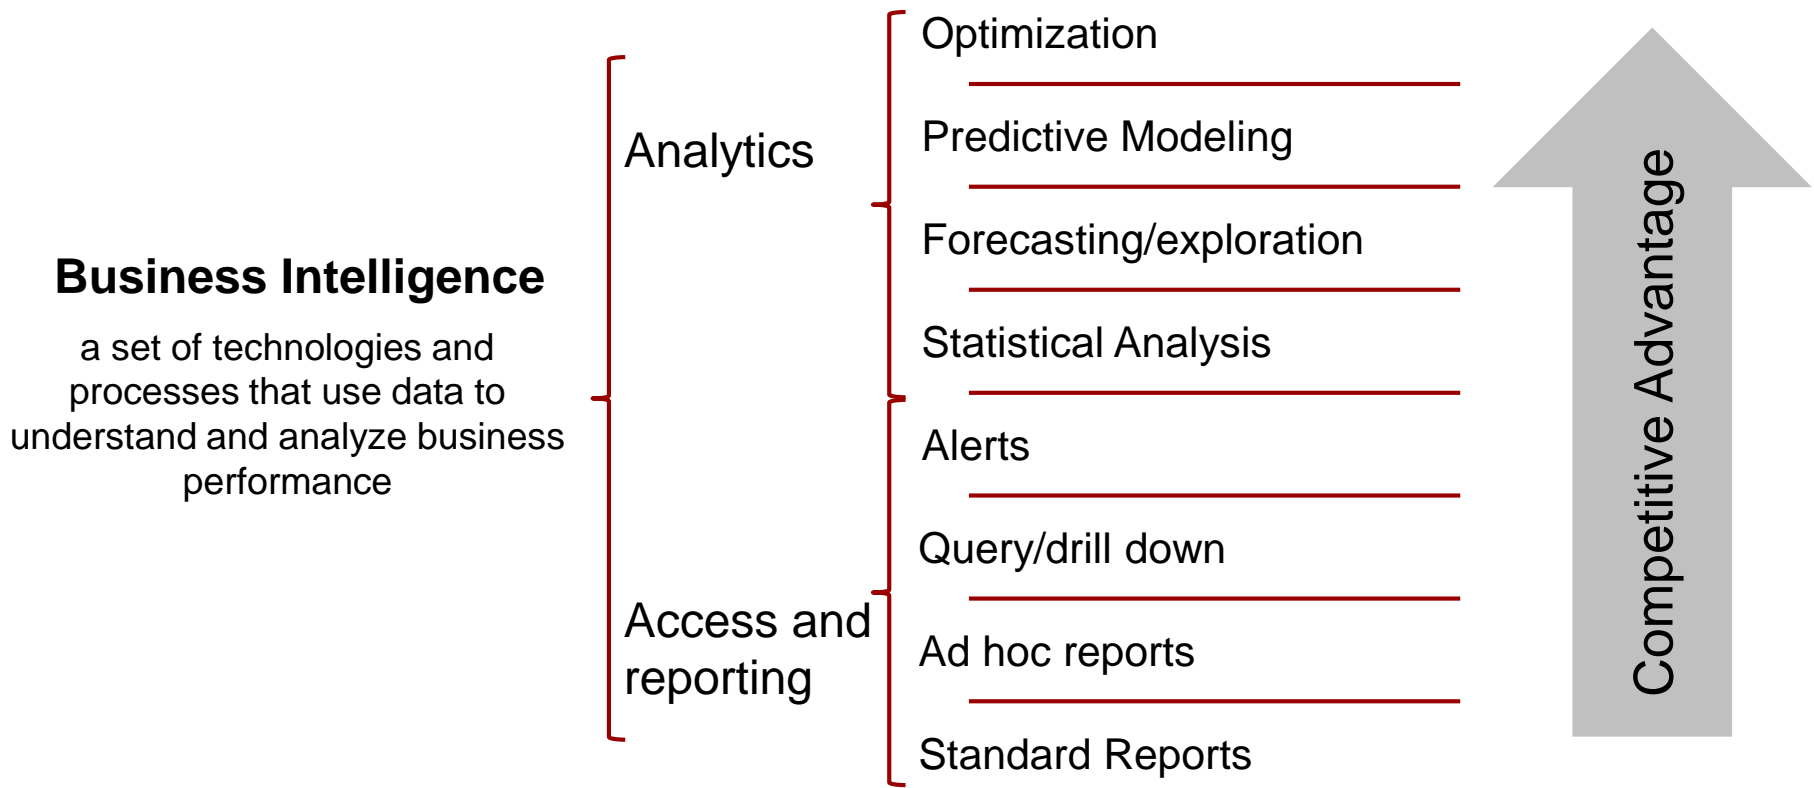 Business Intelligence
a set of technologies and
processes that use data to
understand and analyze business
performance
Analytics
Access and
reporting
Optimization
Predictive Modeling
Forecasting/exploration
Statistical Analysis
Alerts
Query/drill down
Ad hoc reports
Standard Reports
Competitive Advantage